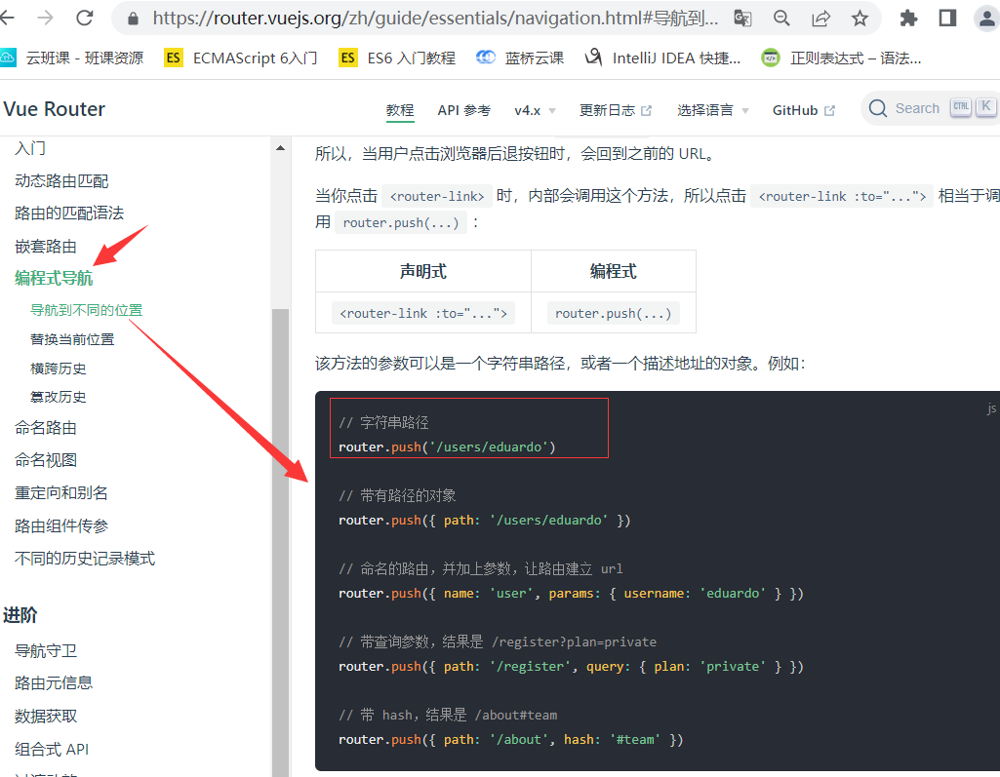 https://router.vuejs.org/zh/guide/essentials/navigation.html#导航到...
云班课 - 班课资源
ES ECMAScript 6入门
ES ES6 入门教程
蓝桥云课
IntelliJ IDEA 快捷...
正则表达式 – 语法...
Vue Router
教程 API 参考 v4.x 更新日志 选择语言 GitHub Search CTRL K
入门
动态路由匹配
路由的匹配语法
嵌套路由
编程式导航
导航到不同的位置
替换当前位置
横跨历史
篡改历史
命名路由
命名视图
重定向和别名
路由组件传参
不同的历史记录模式
进阶
导航守卫
路由元信息
数据获取
组合式 API
所以，当用户点击浏览器后退按钮时，会回到之前的 URL。
当你点击 <router-link> 时，内部会调用这个方法，所以点击 <router-link :to="..."> 相当于调
用 router.push(...) ：
声明式 编程式
<router-link :to="..."> router.push(...)
该方法的参数可以是一个字符串路径，或者一个描述地址的对象。例如：
js
// 字符串路径
router.push('/users/eduardo')
// 带有路径的对象
router.push({ path: '/users/eduardo' })
// 命名的路由，并加上参数，让路由建立 url
router.push({ name: 'user', params: { username: 'eduardo' } })
// 带查询参数，结果是 /register?plan=private
router.push({ path: '/register', query: { plan: 'private' } })
// 带 hash，结果是 /about#team
router.push({ path: '/about', hash: '#team' })